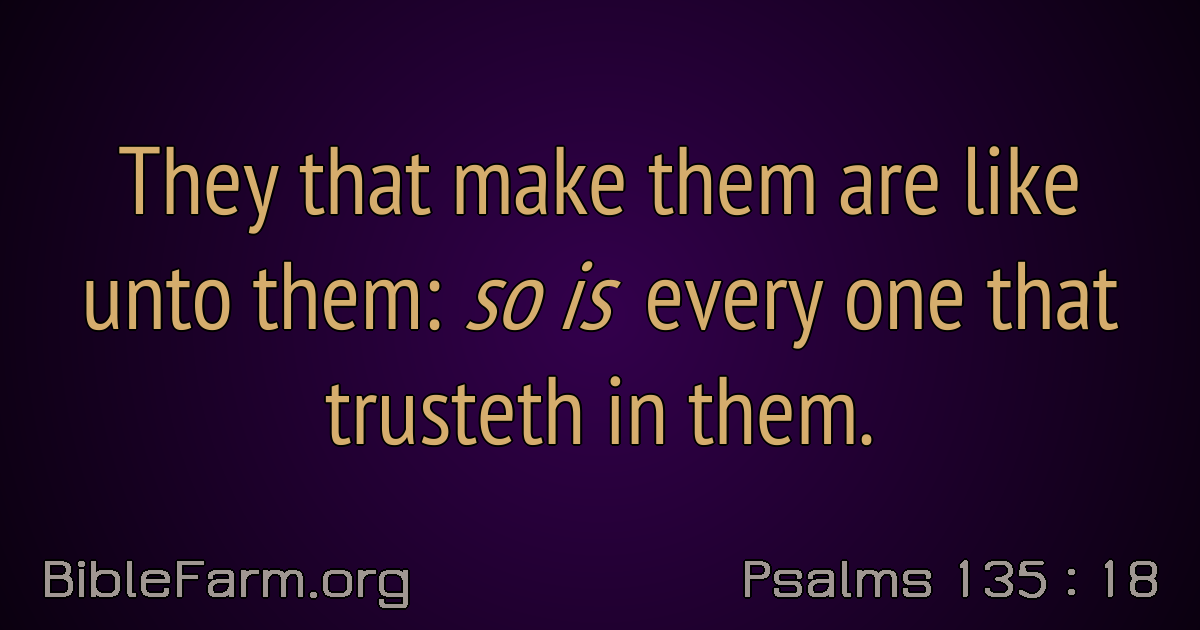 They that make them are like
unto them: so is every one that
trusteth in them.
BibleFarm.org
Psalms 135 : 18